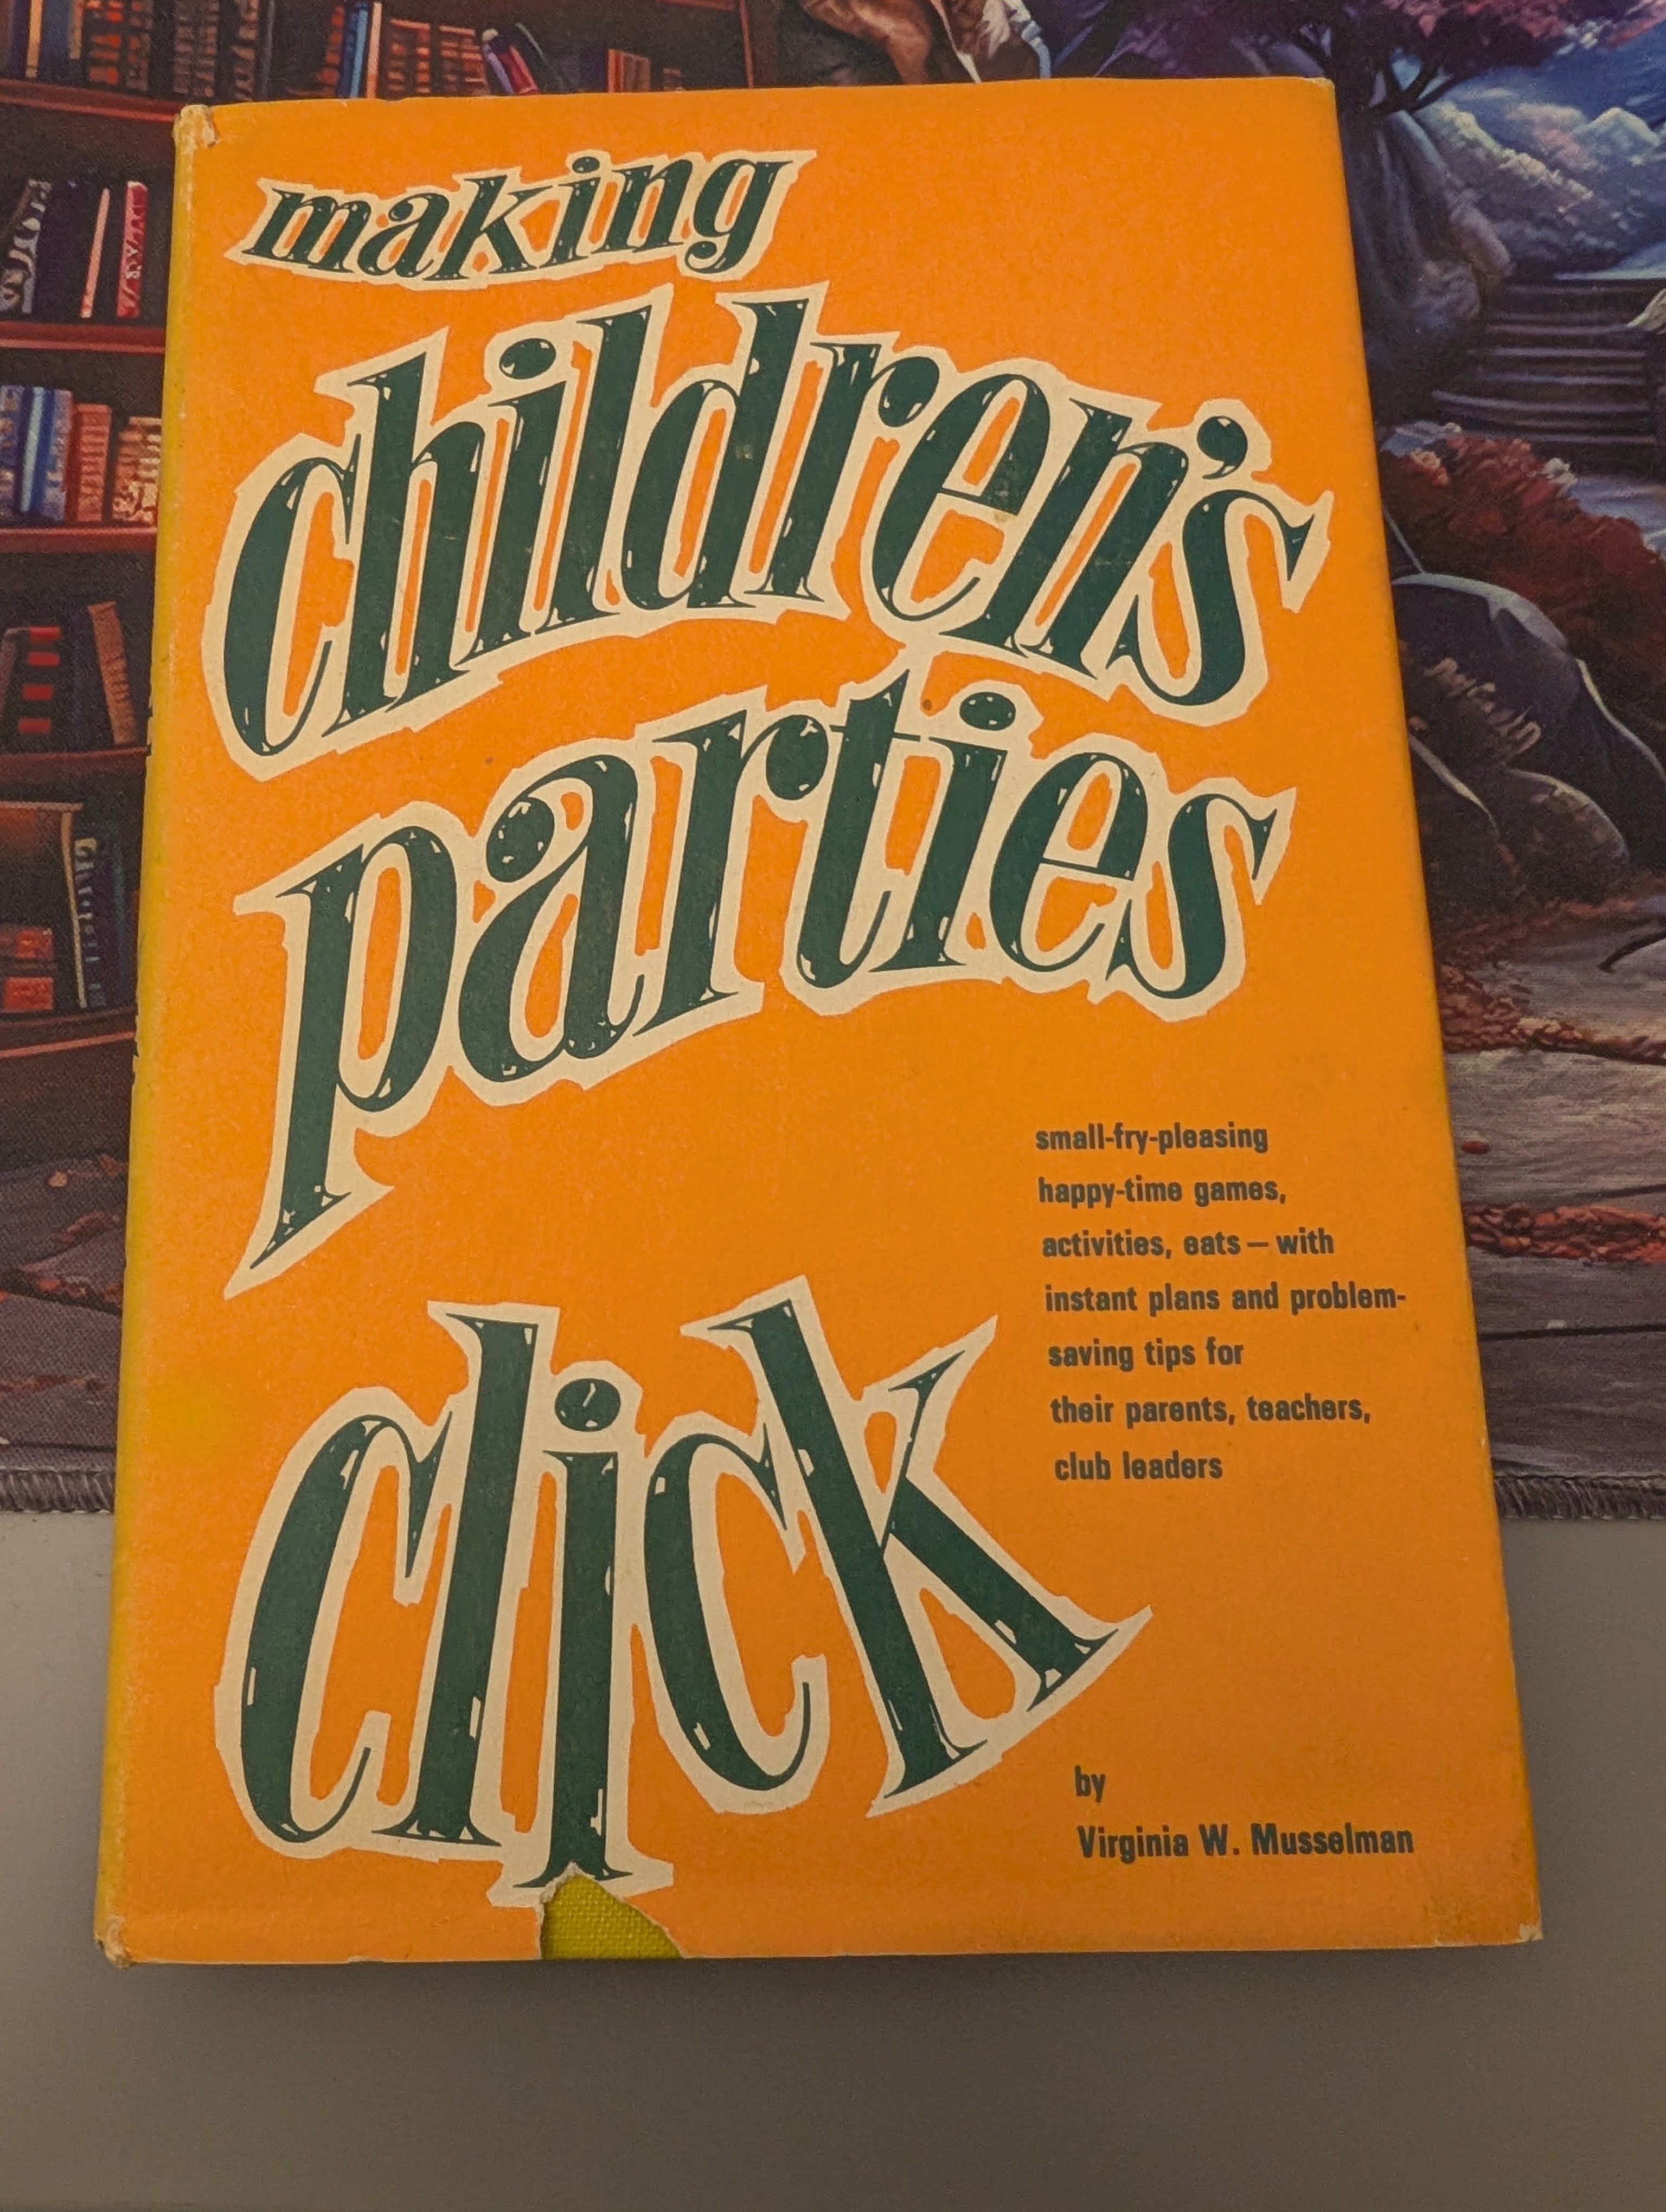 making
children's
parties
click
small-fry-pleasing
happy-time games,
activities, eats — with
instant plans and problem-
saving tips for
their parents, teachers,
club leaders
by
Virginia W. Musselman